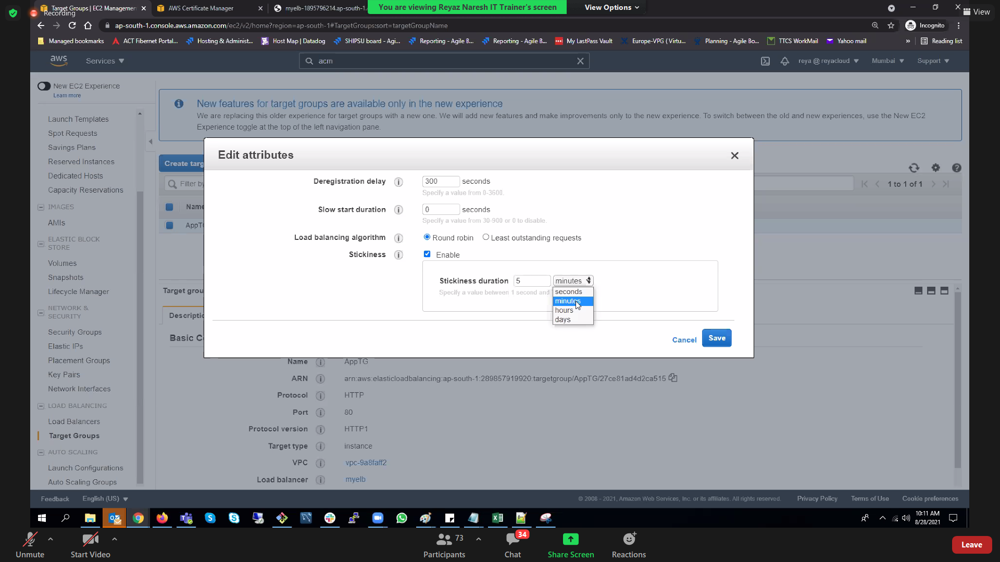 Target Groups | EC2 Managemen
AWS Certificate Manager
myelb-1895796214.ap-south-1.
You are viewing Reyaz Naresh IT Trainer's screen
View Options
Recording
View
ap-south-1.console.aws.amazon.com/ec2/v2/home?region=ap-south-1#TargetGroups:sort=targetGroupName
Incognito
Managed bookmarks
ACT Fibernet Portal...
Hosting & Administ...
Host Map | Datadog
SHIPSU board - Agi...
Reporting - Agile B...
Reporting - Agile B...
My LastPass Vault
Europe-VPG ( Virtu...
Planning - Agile Bo...
TTCS WorkMail
Yahoo mail
»
Reading list
aws
Services
acm
reya @ reyacloud
Mumbai
Support
New EC2 Experience
Learn more
New features for target groups are available only in the new experience
We are replacing this older experience for target groups with a new one. We will add new features and make improvements only to the new experience. To switch between the old and new experiences, use the New EC2
Experience toggle at the top of the left navigation pane.
Launch Templates
Spot Requests
Savings Plans
Reserved Instances
Dedicated Hosts
Capacity Reservations
IMAGES
AMIs
ELASTIC BLOCK
STORE
Volumes
Snapshots
Lifecycle Manager
NETWORK &
SECURITY
Security Groups
Elastic IPs
Placement Groups
Key Pairs
Network Interfaces
LOAD BALANCING
Load Balancers
Target Groups
AUTO SCALING
Launch Configurations
Auto Scaling Groups
Create targ
Filter by
1 to 1 of 1
Name
AppTG
Target grou
Descriptio
Basic C
Edit attributes
Deregistration delay
300 seconds
Specify a value from 0-3600.
Slow start duration
0 seconds
Specify a value from 30-900 or 0 to disable.
Load balancing algorithm
Round robin
Least outstanding requests
Stickiness
Enable
Stickiness duration 5 minutes
Specify a value between 1 second and
seconds
minutes
hours
days
Cancel
Save
Name AppTG
ARN arn:aws:elasticloadbalancing:ap-south-1:289857919920:targetgroup/AppTG/27ce81ad4d2ca515
Protocol HTTP
Port 80
Protocol version HTTP1
Target type instance
VPC vpc-9a8faff2
Load balancer myelb
Feedback
English (US)
© 2008 - 2021, Amazon Web Services, Inc. or its affiliates. All rights reserved.
Privacy Policy
Terms of Use
Cookie preferences
10:11 AM
8/28/2021
Unmute
Start Video
73
Participants
34
Chat
Share Screen
Reactions
Leave